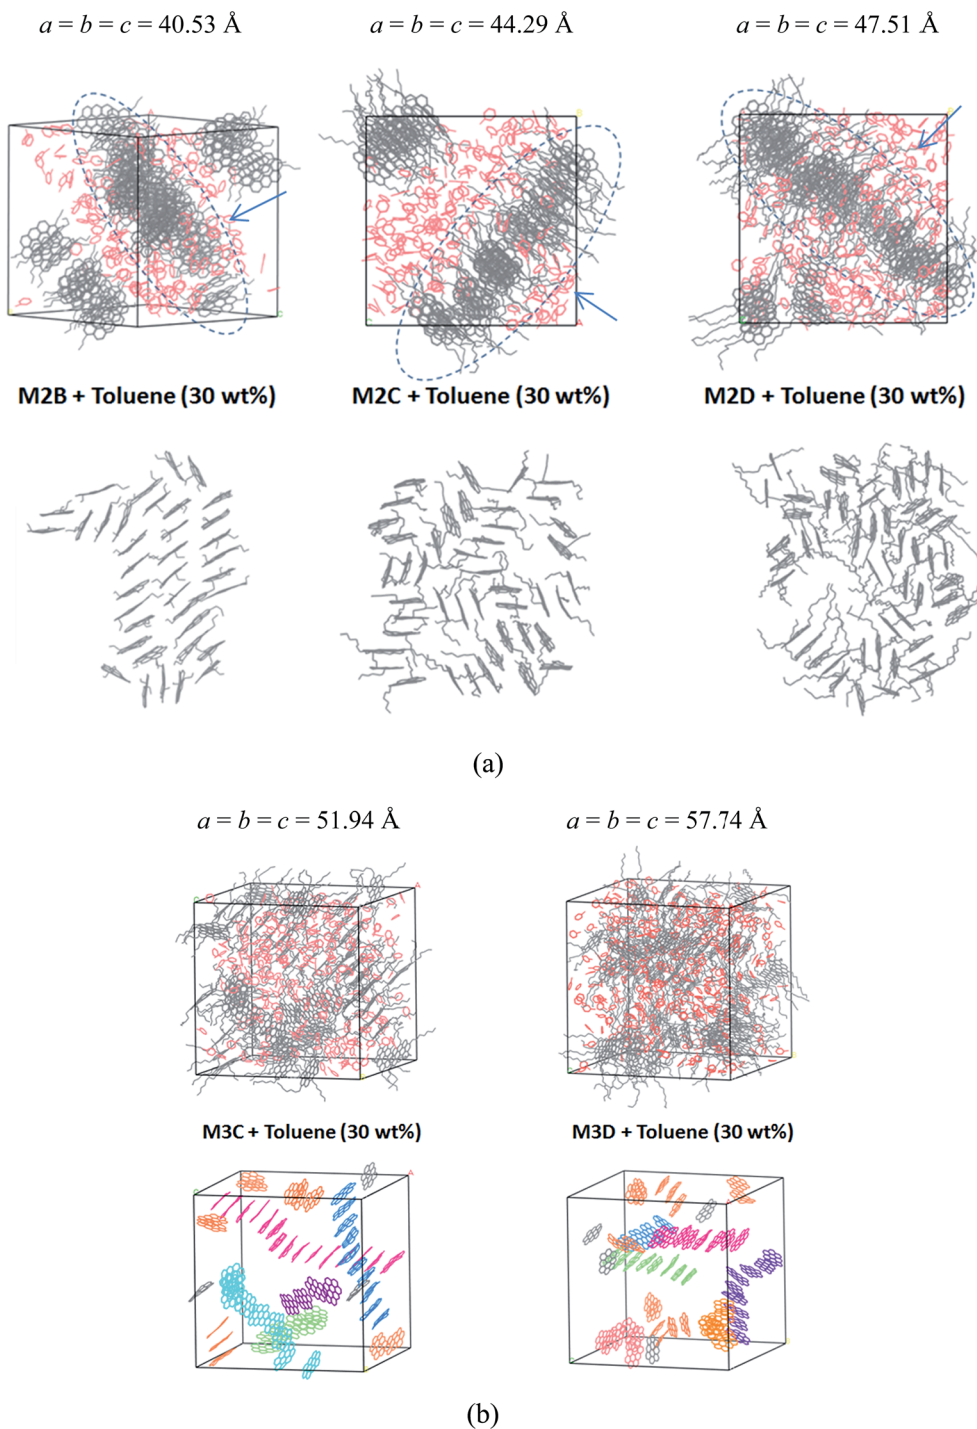 a = b = c = 40.53 Å
a = b = c = 44.29 Å
a = b = c = 47.51 Å
M2B + Toluene (30 wt%)
M2C + Toluene (30 wt%)
M2D + Toluene (30 wt%)
(a)
a = b = c = 51.94 Å
a = b = c = 57.74 Å
M3C + Toluene (30 wt%)
M3D + Toluene (30 wt%)
(b)